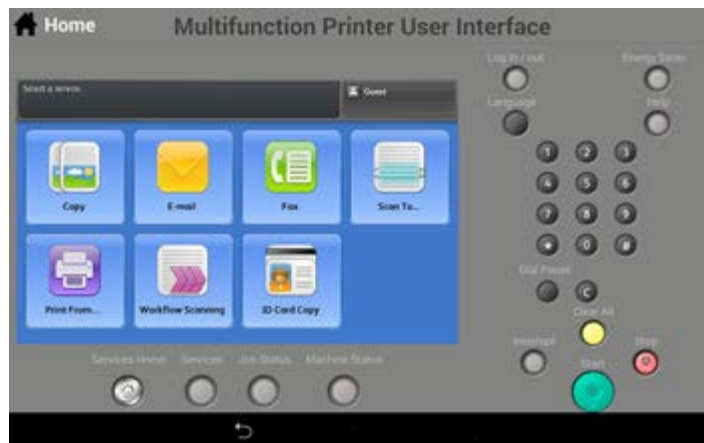 Home
Multifunction Printer User Interface
Log In / Out
Energy Saver
Select a service.
Guest
Language
Help
Copy
E-mail
Fax
Scan To...
1 2 3
4 5 6
7 8 9
* 0 #
Print From...
Workflow Scanning
ID Card Copy
Dial Pause
C
Clear All
Interrupt
Start
Stop
Services Home
Services
Job Status
Machine Status